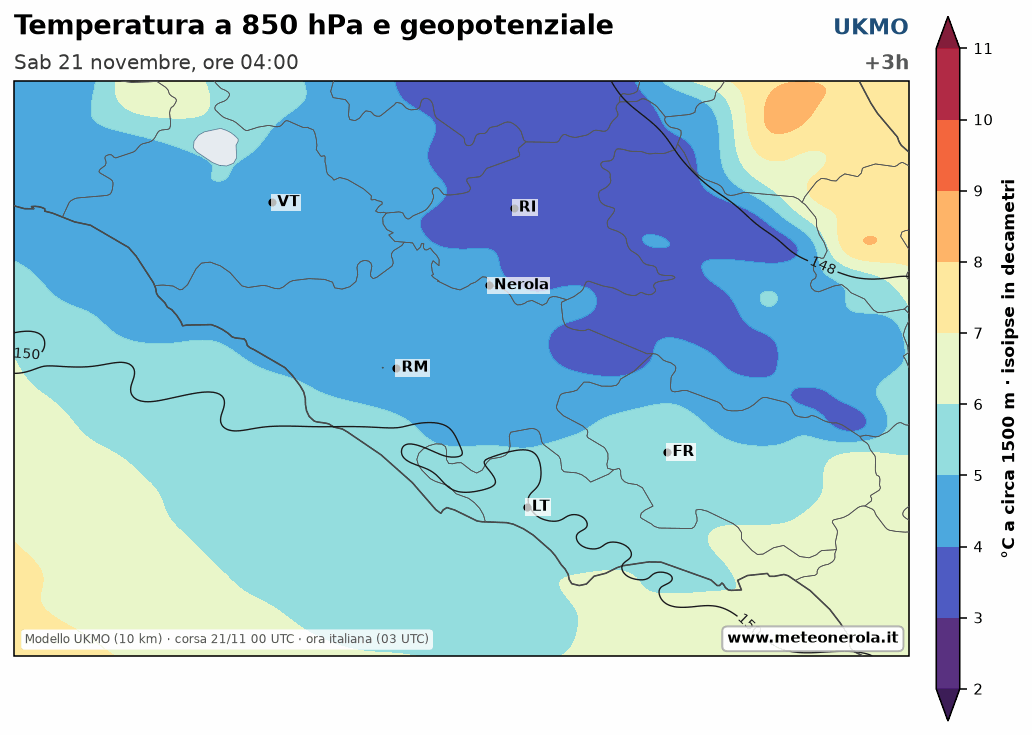 Temperatura a 850 hPa e geopotenziale
UKMO
Sab 21 novembre, ore 04:00
+3h
VT
RI
148
Nerola
150
RM
FR
LT
Modello UKMO (10 km) · corsa 21/11 00 UTC · ora italiana (03 UTC)
www.meteonerola.it
11
10
9
8
7
6
5
4
3
2
°C a circa 1500 m · isoipse in decametri